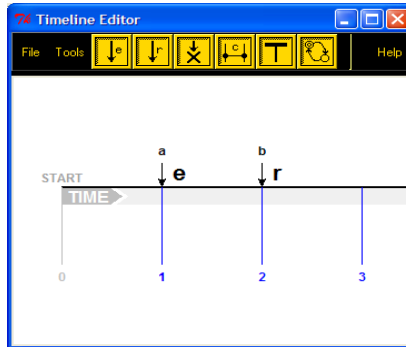 Timeline Editor
File Tools e r c T Help
a b
e r
START
TIME
0 1 2 3